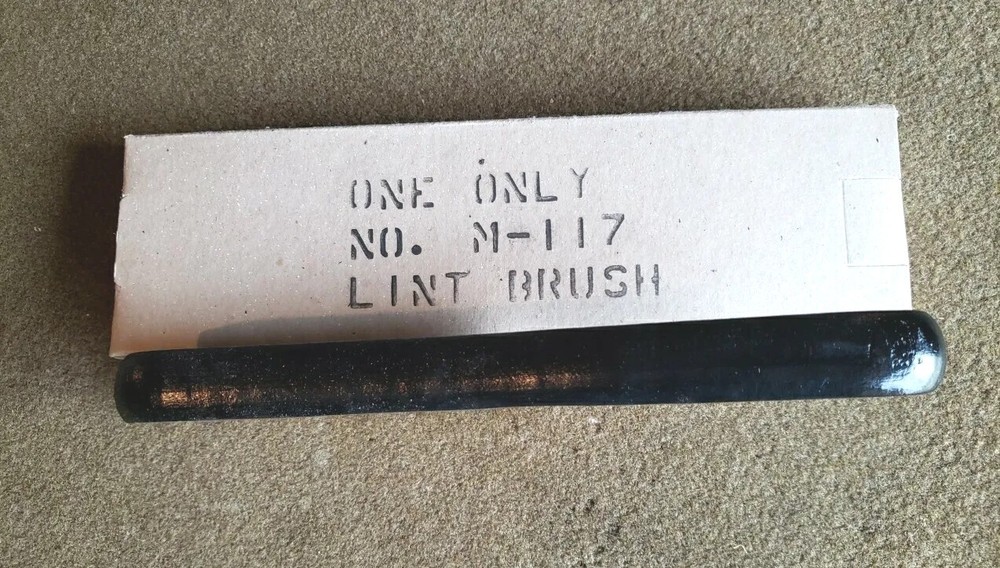 ONE ONLY
NO. M-117
LINT BRUSH